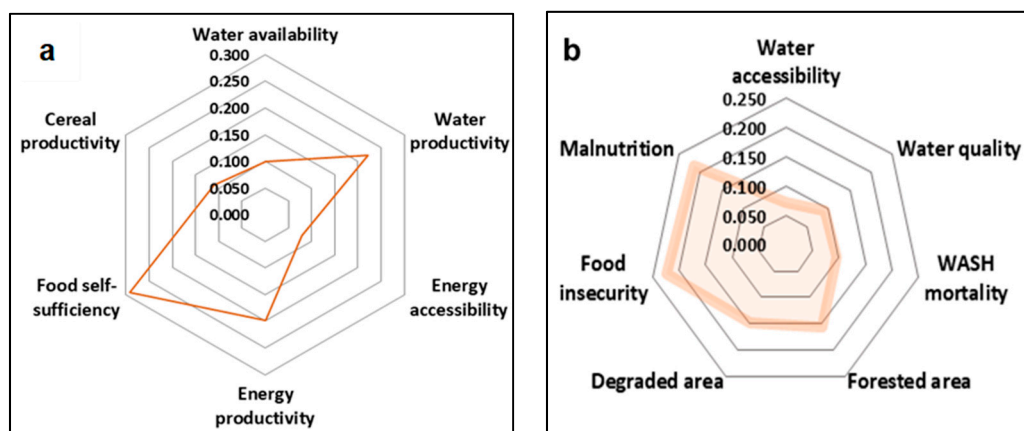 a
Water availability
0.300
0.250
0.200
0.150
0.100
0.050
0.000
Cereal
productivity
Water
productivity
Food self-
sufficiency
Energy
accessibility
Energy
productivity
b
Water
accessibility
0.250
0.200
0.150
0.100
0.050
0.000
Malnutrition
Water quality
Food
insecurity
WASH
mortality
Degraded area
Forested area